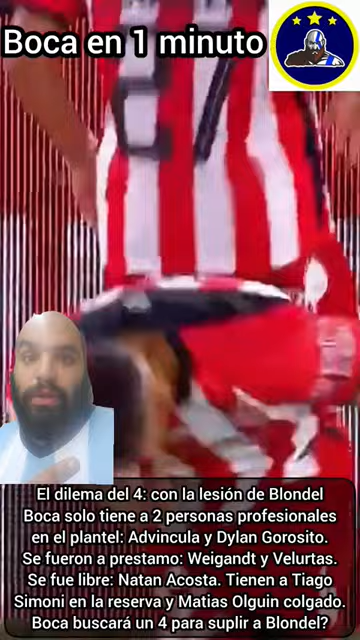 Boca en 1 minuto
El dilema del 4: con la lesión de Blondel
Boca solo tiene a 2 personas profesionales
en el plantel: Advincula y Dylan Gorosito.
Se fueron a prestamo: Weigandt y Velurtas.
Se fue libre: Natan Acosta. Tienen a Tiago
Simoni en la reserva y Matias Olguin colgado.
Boca buscará un 4 para suplir a Blondel?